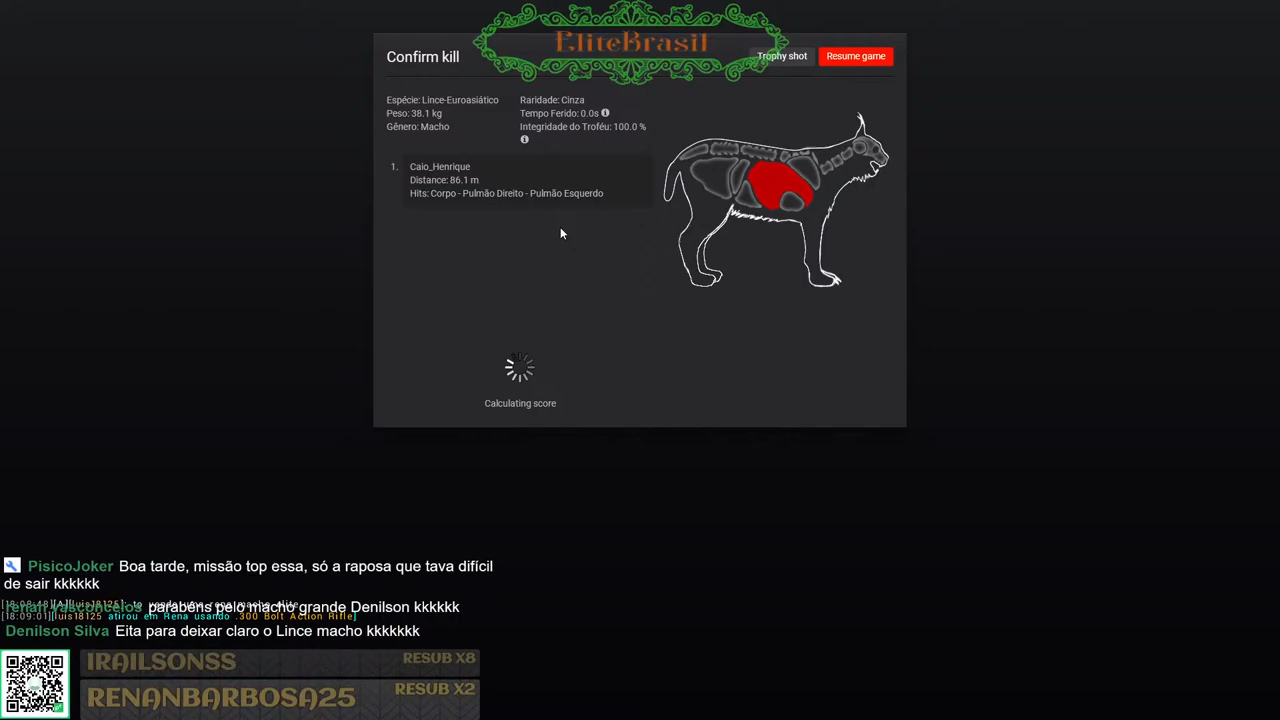 EliteBrasil
Confirm kill
Trophy shot
Resume game
Espécie: Lince-Euroasiático
Peso: 38.1 kg
Gênero: Macho
Raridade: Cinza
Tempo Ferido: 0.0s
Integridade do Troféu: 100.0 %
1.
Caio_Henrique
Distance: 86.1 m
Hits: Corpo - Pulmão Direito - Pulmão Esquerdo
Calculating score
PisicoJoker Boa tarde, missão top essa, só a raposa que tava difícil
de sair kkkkkk
renan vasconcelos parabéns pelo macho grande Denilson kkkkkk
[18:09:01][luis18125 atirou em Rena usando .300 Bolt Action Rifle]
Denilson Silva Eita para deixar claro o Lince macho kkkkkkk
IRAILSONSS
RESUB X8
RENANBARBOSA25
RESUB X2